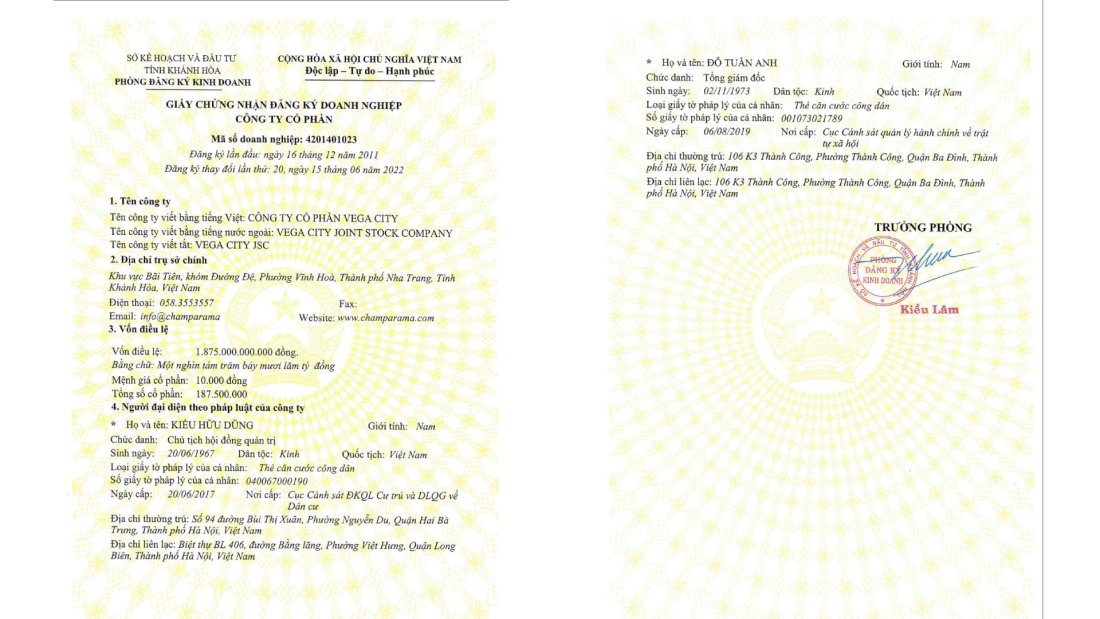 SỞ KẾ HOẠCH VÀ ĐẦU TƯ
TỈNH KHÁNH HÒA
PHÒNG ĐĂNG KÝ KINH DOANH
CỘNG HÒA XÃ HỘI CHỦ NGHĨA VIỆT NAM
Độc lập – Tự do – Hạnh phúc
GIẤY CHỨNG NHẬN ĐĂNG KÝ DOANH NGHIỆP
CÔNG TY CỔ PHẦN
Mã số doanh nghiệp: 4201401023
Đăng ký lần đầu: ngày 16 tháng 12 năm 2011
Đăng ký thay đổi lần thứ: 20, ngày 15 tháng 06 năm 2022
1. Tên công ty
Tên công ty viết bằng tiếng Việt: CÔNG TY CỔ PHẦN VEGA CITY
Tên công ty viết bằng tiếng nước ngoài: VEGA CITY JOINT STOCK COMPANY
Tên công ty viết tắt: VEGA CITY JSC
2. Địa chỉ trụ sở chính
Khu vực Bãi Tiên, khóm Đường Đệ, Phường Vĩnh Hoà, Thành phố Nha Trang, Tỉnh
Khánh Hòa, Việt Nam
Điện thoại: 058.3553557 Fax:
Email: info@champarama Website: www.champarama.com
3. Vốn điều lệ
Vốn điều lệ: 1.875.000.000.000 đồng.
Bằng chữ: Một nghìn tám trăm bảy mươi lăm tỷ đồng
Mệnh giá cổ phần: 10.000 đồng
Tổng số cổ phần: 187.500.000
4. Người đại diện theo pháp luật của công ty
* Họ và tên: KIỀU HỮU DŨNG Giới tính: Nam
Chức danh: Chủ tịch hội đồng quản trị
Sinh ngày: 20/06/1967 Dân tộc: Kinh Quốc tịch: Việt Nam
Loại giấy tờ pháp lý của cá nhân: Thẻ căn cước công dân
Số giấy tờ pháp lý của cá nhân: 040067000190
Ngày cấp: 20/06/2017 Nơi cấp: Cục Cảnh sát ĐKQL Cư trú và DLQG về
Dân cư
Địa chỉ thường trú: Số 94 đường Bùi Thị Xuân, Phường Nguyễn Du, Quận Hai Bà
Trưng, Thành phố Hà Nội, Việt Nam
Địa chỉ liên lạc: Biệt thự BL 406, đường Bằng lăng, Phường Việt Hưng, Quận Long
Biên, Thành phố Hà Nội, Việt Nam
* Họ và tên: ĐỖ TUẤN ANH Giới tính: Nam
Chức danh: Tổng giám đốc
Sinh ngày: 02/11/1973 Dân tộc: Kinh Quốc tịch: Việt Nam
Loại giấy tờ pháp lý của cá nhân: Thẻ căn cước công dân
Số giấy tờ pháp lý của cá nhân: 001073021789
Ngày cấp: 06/08/2019 Nơi cấp: Cục Cảnh sát quản lý hành chính về trật
tự xã hội
Địa chỉ thường trú: 106 K3 Thành Công, Phường Thành Công, Quận Ba Đình, Thành
phố Hà Nội, Việt Nam
Địa chỉ liên lạc: 106 K3 Thành Công, Phường Thành Công, Quận Ba Đình, Thành
phố Hà Nội, Việt Nam
TRƯỞNG PHÒNG
PHÒNG
ĐĂNG KÝ
KINH DOANH
Kiều Lâm